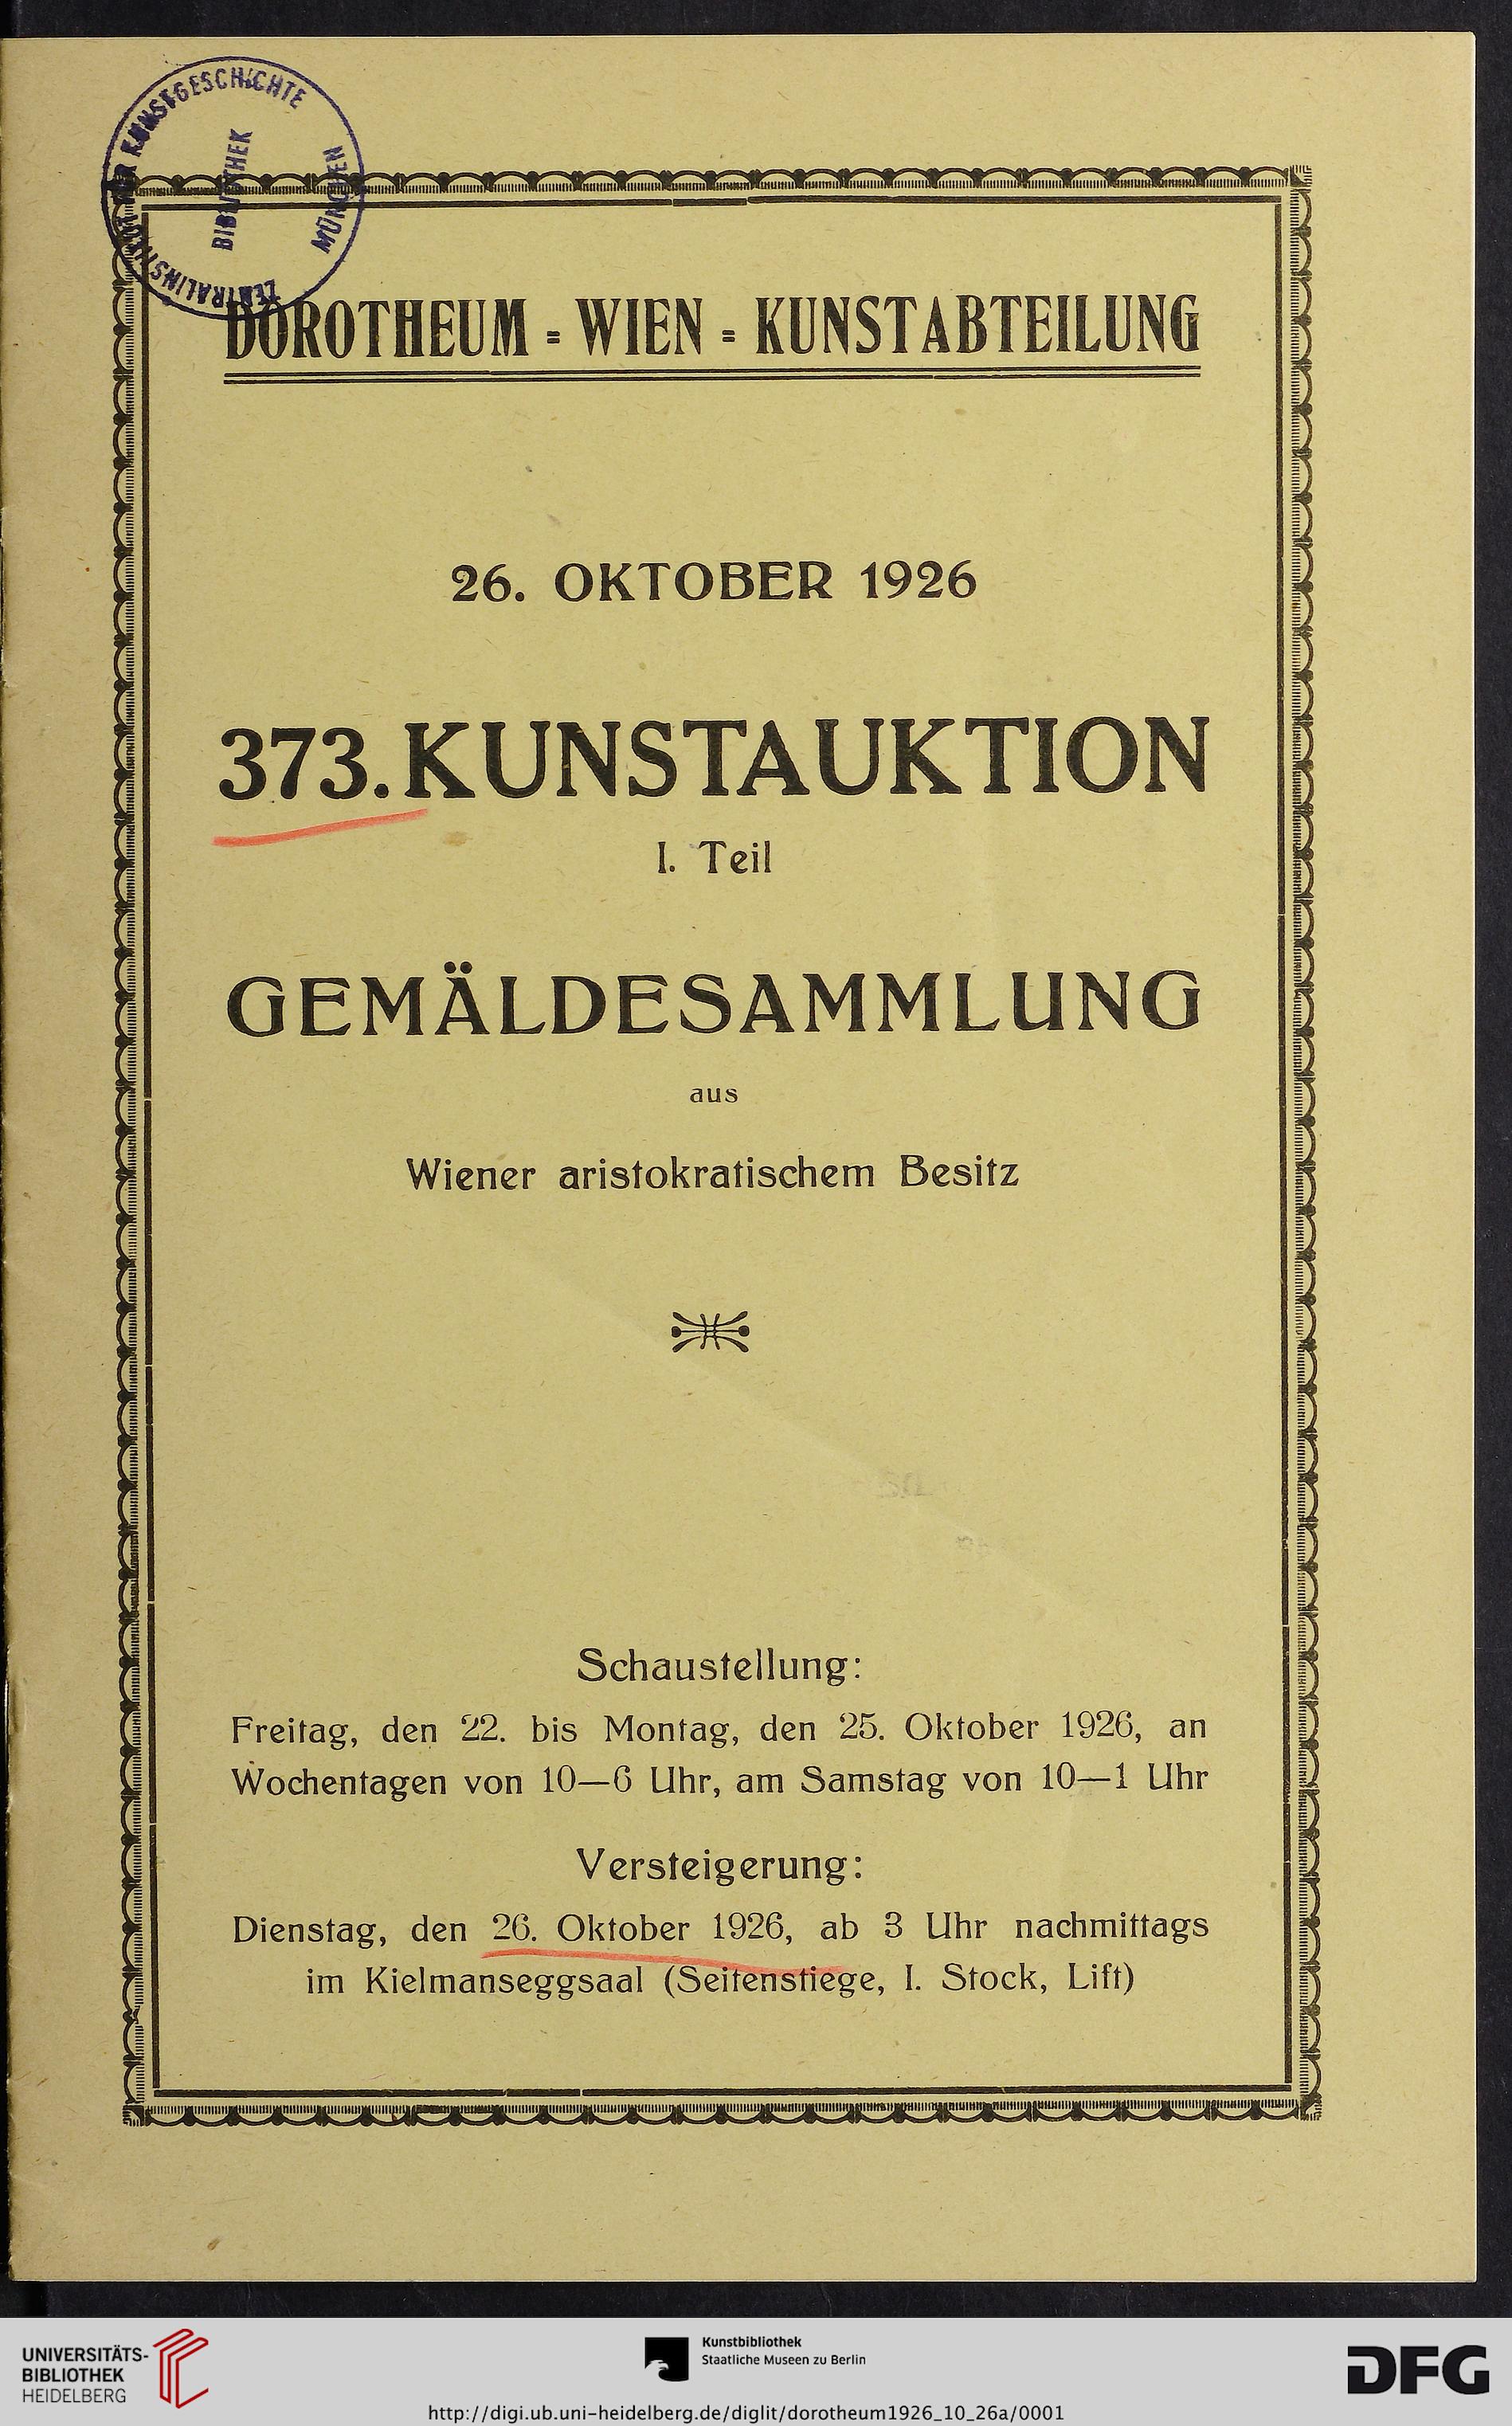 ZENTRALINSTITUT DER KUNSTGESCHICHTE
BIBLIOTHEK
MÜNCHEN
DOROTHEUM = WIEN = KUNSTABTEILUNG
26. OKTOBER 1926
373. KUNSTAUKTION
I. Teil
GEMÄLDESAMMLUNG
aus
Wiener aristokratischem Besitz
Schaustellung:
Freitag, den 22. bis Montag, den 25. Oktober 1926, an
Wochentagen von 10—6 Uhr, am Samstag von 10—1 Uhr
Versteigerung:
Dienstag, den 26. Oktober 1926, ab 3 Uhr nachmittags
im Kielmanseggsaal (Seitenstiege, I. Stock, Lift)
UNIVERSITÄTS-
BIBLIOTHEK
HEIDELBERG
Kunstbibliothek
Staatliche Museen zu Berlin
DFG
http://digi.ub.uni-heidelberg.de/diglit/dorotheum1926_10_26a/0001